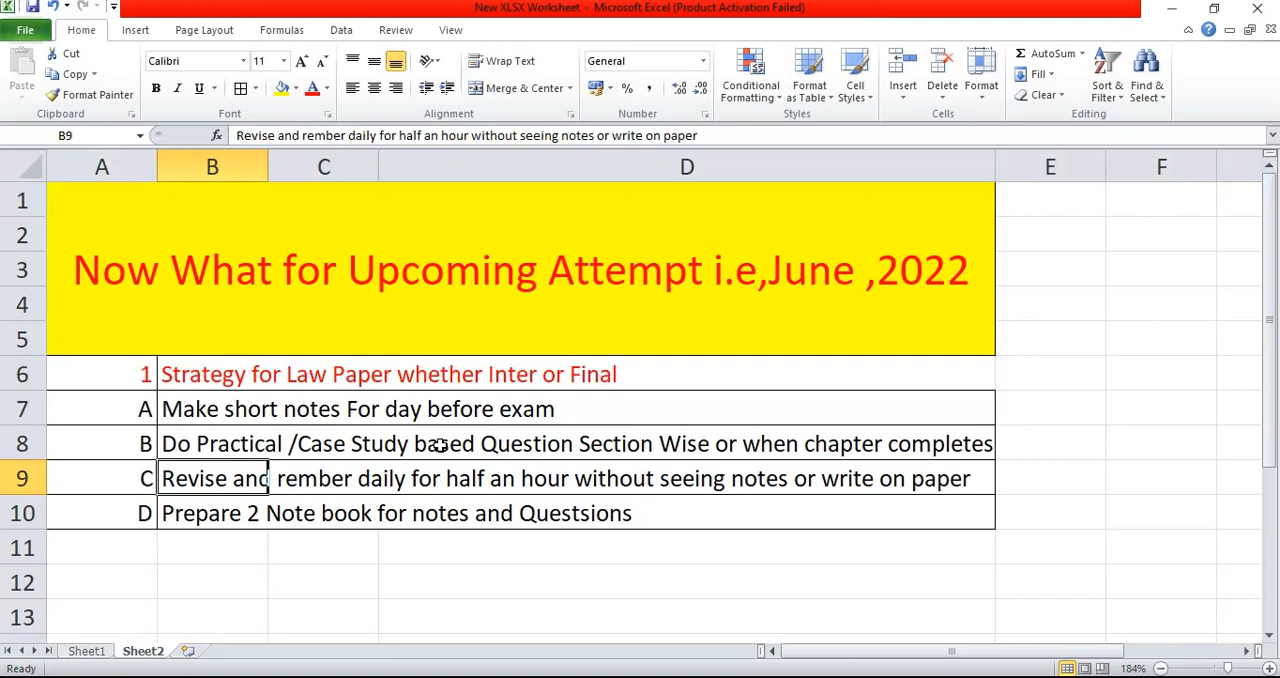 New XLSX Worksheet - Microsoft Excel (Product Activation Failed)
File Home Insert Page Layout Formulas Data Review View
Cut
Copy
Format Painter
Paste
Clipboard
Calibri 11
B I U
Font
Wrap Text
Merge & Center
Alignment
General
Number
Conditional Formatting
Format as Table
Cell Styles
Styles
Insert Delete Format
Cells
AutoSum
Fill
Clear
Sort & Filter
Find & Select
Editing
B9 fx Revise and rember daily for half an hour without seeing notes or write on paper
A B C D E F
1
2
3 Now What for Upcoming Attempt i.e,June ,2022
4
5
6 1 Strategy for Law Paper whether Inter or Final
7 A Make short notes For day before exam
8 B Do Practical /Case Study based Question Section Wise or when chapter completes
9 C Revise and rember daily for half an hour without seeing notes or write on paper
10 D Prepare 2 Note book for notes and Questsions
11
12
13
Sheet1 Sheet2
Ready 184%